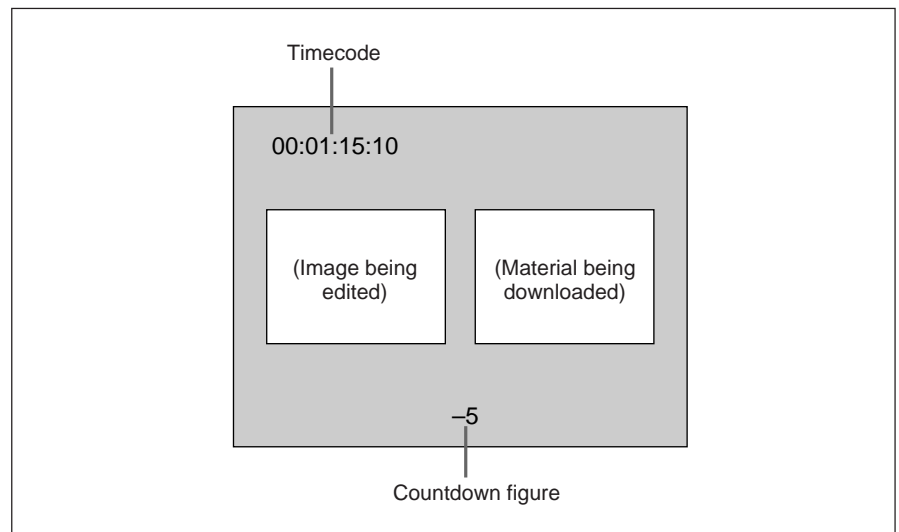 Timecode
00:01:15:10
(Image being
edited)
(Material being
downloaded)
–5
Countdown figure